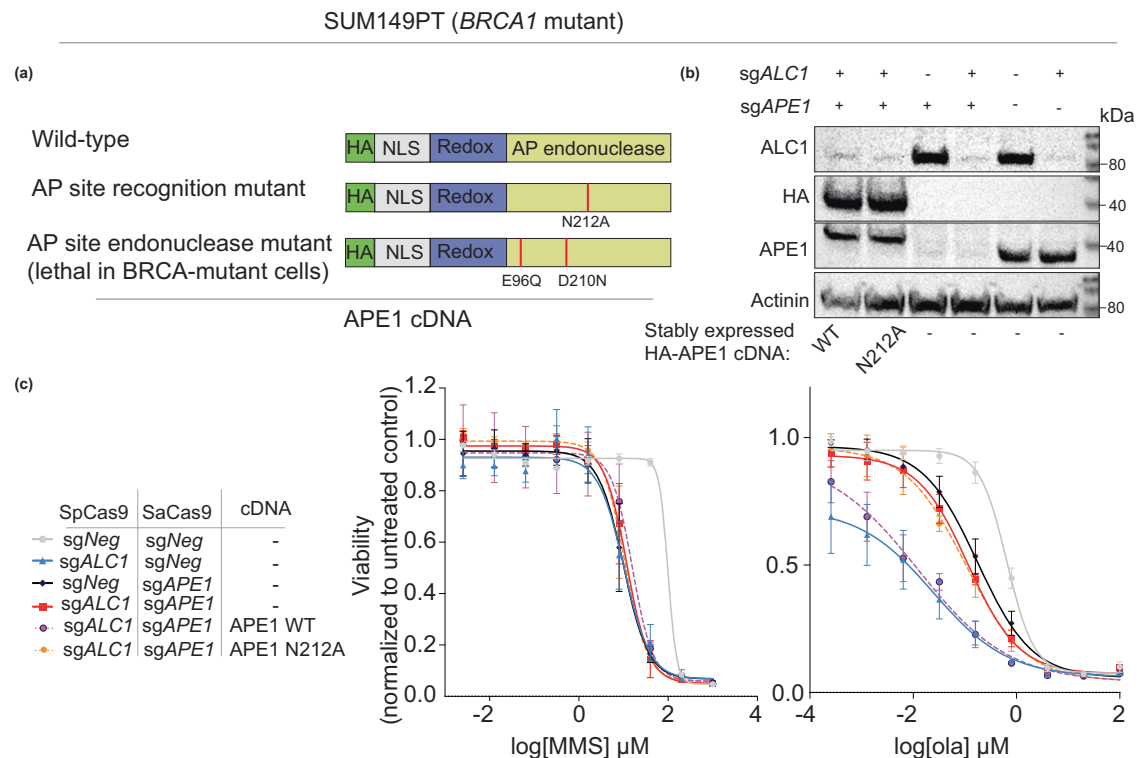 SUM149PT (BRCA1 mutant)
(a)
Wild-type
HA NLS Redox AP endonuclease
AP site recognition mutant
HA NLS Redox
N212A
AP site endonuclease mutant
(lethal in BRCA-mutant cells)
HA NLS Redox
E96Q D210N
APE1 cDNA
(b)
sgALC1 + + - + - +
sgAPE1 + + + + - -
kDa
ALC1
80
HA
40
APE1
40
Actinin
80
Stably expressed
HA-APE1 cDNA:
WT N212A - - - -
(c)
SpCas9 SaCas9 cDNA
sgNeg sgNeg -
sgALC1 sgNeg -
sgNeg sgAPE1 -
sgALC1 sgAPE1 -
sgALC1 sgAPE1 APE1 WT
sgALC1 sgAPE1 APE1 N212A
Viability
(normalized to untreated control)
1.0
0.8
0.6
0.4
0.2
0.0
-2 0 2 4
log[MMS] µM
1.0
0.5
0.0
-4 -2 0 2
log[ola] µM